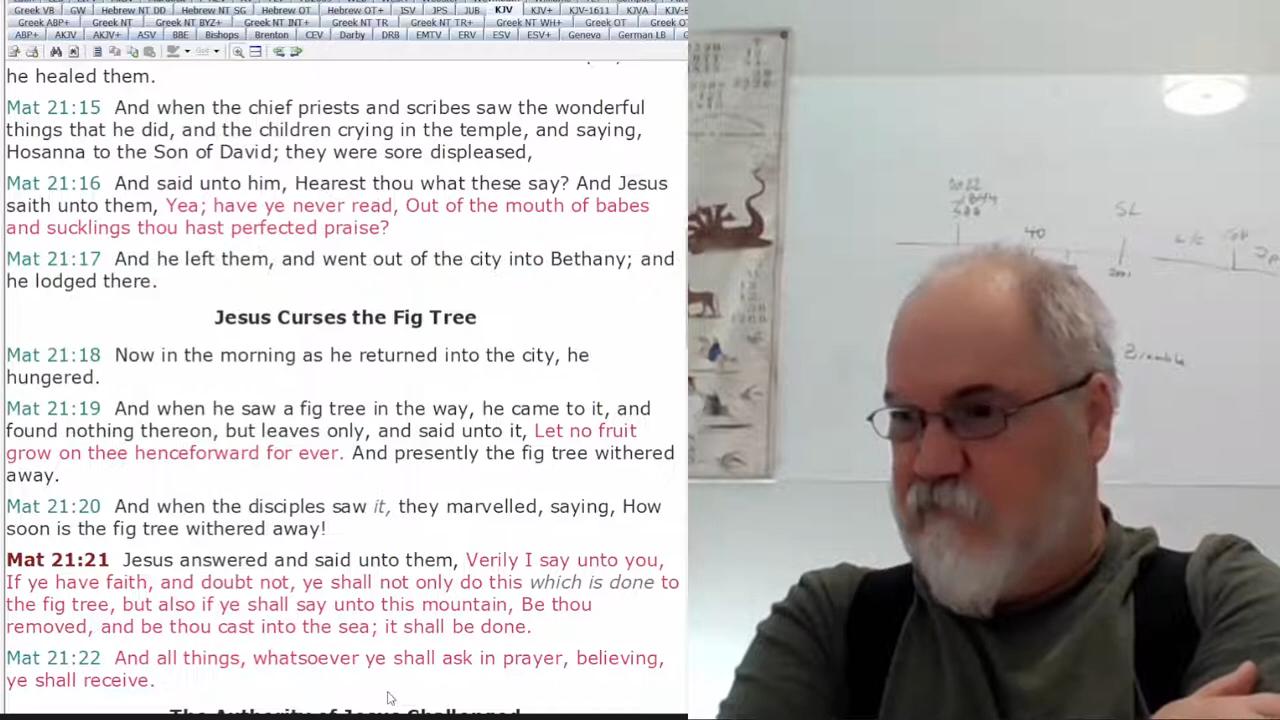 Greek VB GW Hebrew NT DD Hebrew NT SG Hebrew OT ISV JPS JUB KJV KJV+ KJV-1611 KJVA
Greek ABP+ Greek NT Greek NT BYZ+ Greek NT INT+ Greek NT TR Greek NT TR+ Greek NT WH+ Greek OT
ABP+ AKJV AKJV+ ASV BBE Bishops Brenton CEV Darby DRB EMTV ERV ESV ESV+ Geneva German LB
he healed them.
Mat 21:15 And when the chief priests and scribes saw the wonderful
things that he did, and the children crying in the temple, and saying,
Hosanna to the Son of David; they were sore displeased,
Mat 21:16 And said unto him, Hearest thou what these say? And Jesus
saith unto them, Yea; have ye never read, Out of the mouth of babes
and sucklings thou hast perfected praise?
Mat 21:17 And he left them, and went out of the city into Bethany; and
he lodged there.
Jesus Curses the Fig Tree
Mat 21:18 Now in the morning as he returned into the city, he
hungered.
Mat 21:19 And when he saw a fig tree in the way, he came to it, and
found nothing thereon, but leaves only, and said unto it, Let no fruit
grow on thee henceforward for ever. And presently the fig tree withered
away.
Mat 21:20 And when the disciples saw it, they marvelled, saying, How
soon is the fig tree withered away!
Mat 21:21 Jesus answered and said unto them, Verily I say unto you,
If ye have faith, and doubt not, ye shall not only do this which is done to
the fig tree, but also if ye shall say unto this mountain, Be thou
removed, and be thou cast into the sea; it shall be done.
Mat 21:22 And all things, whatsoever ye shall ask in prayer, believing,
ye shall receive.
The Authority of Jesus Challenged
SL
40